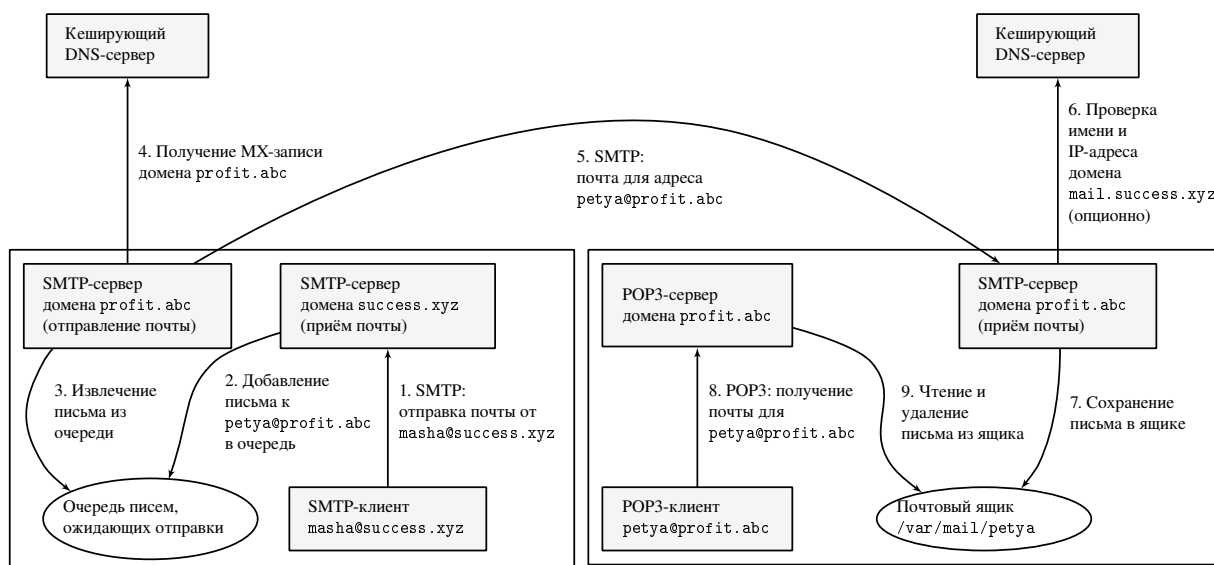 Кеширующий
DNS-сервер
Кеширующий
DNS-сервер
4. Получение MX-записи
домена profit.abc
5. SMTP:
почта для адреса
petya@profit.abc
6. Проверка
имени и
IP-адреса
домена
mail.success.xyz
(опционно)
SMTP-сервер
домена profit.abc
(отправление почты)
SMTP-сервер
домена success.xyz
(приём почты)
POP3-сервер
домена profit.abc
SMTP-сервер
домена profit.abc
(приём почты)
3. Извлечение
письма из
очереди
2. Добавление
письма к
petya@profit.abc
в очередь
1. SMTP:
отправка почты от
masha@success.xyz
8. POP3: получение
почты для
petya@profit.abc
9. Чтение и
удаление
письма из ящика
7. Сохранение
письма в ящике
Очередь писем,
ожидающих отправки
SMTP-клиент
masha@success.xyz
POP3-клиент
petya@profit.abc
Почтовый ящик
/var/mail/petya